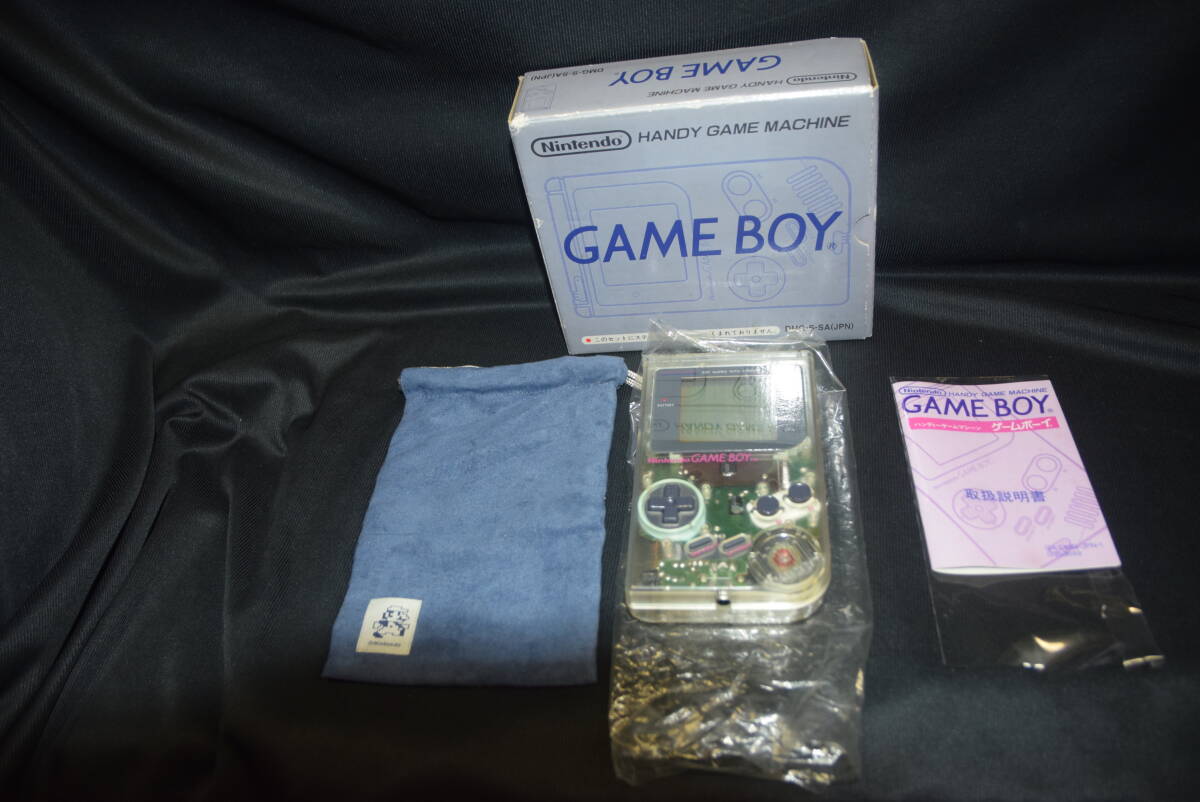 GAME BOY
DMG-S-SA(JPN)
Nintendo HANDY GAME MACHINE
Nintendo HANDY GAME MACHINE
GAME BOY®
DMG-S-SA(JPN)
BATTERY
Nintendo GAME BOY
Nintendo HANDY GAME MACHINE
GAME BOY®
ハンディーゲームマシーン ゲームボーイ
取扱説明書